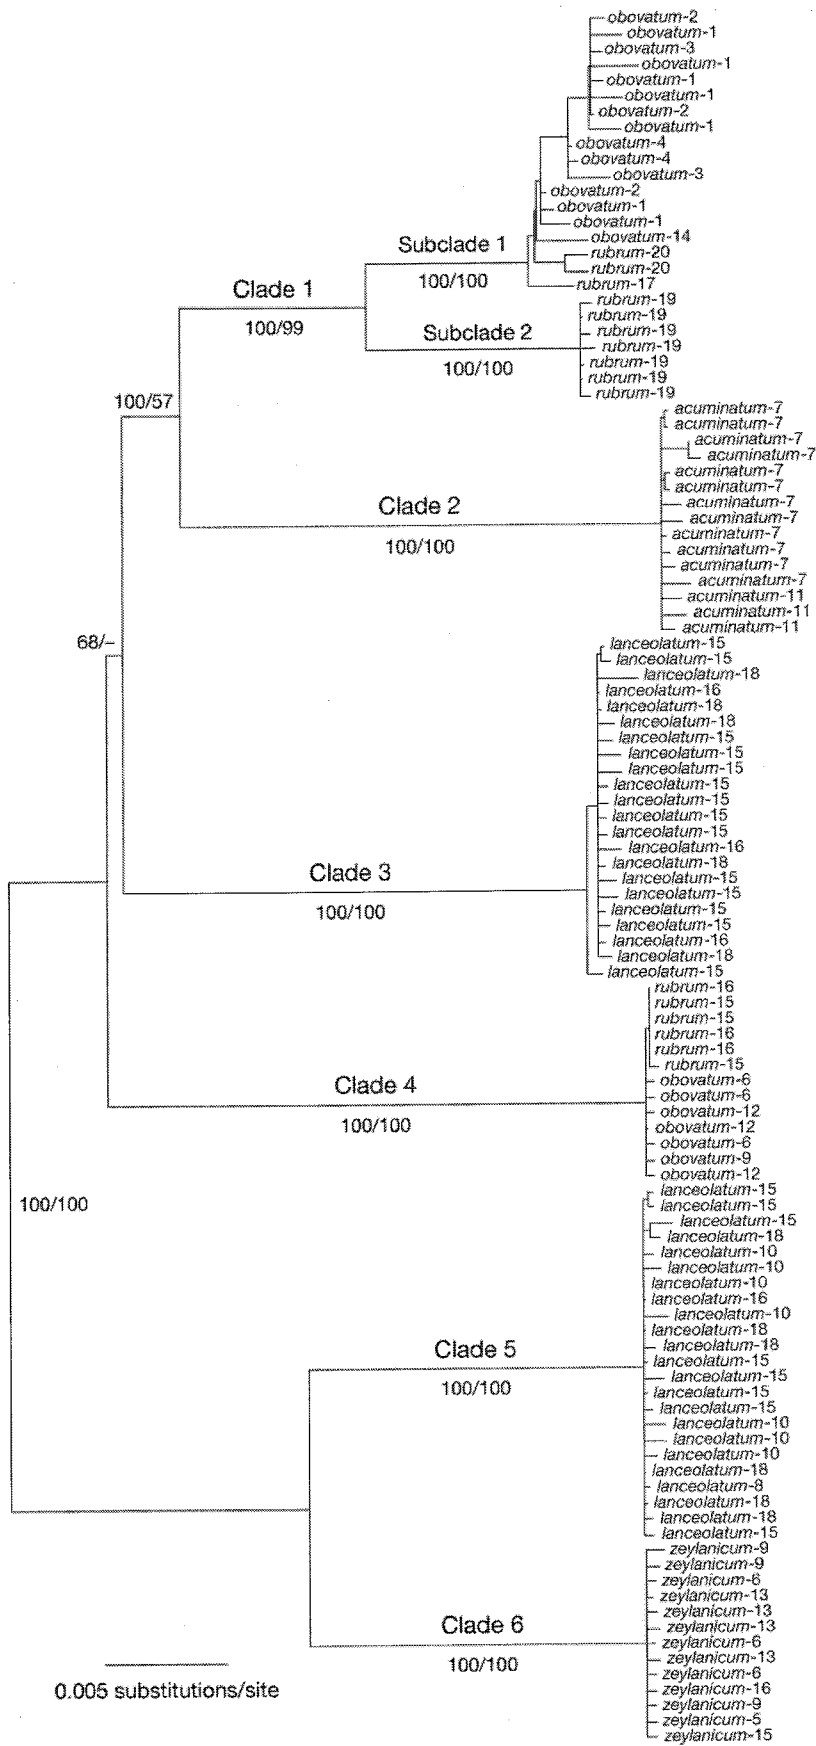 obovatum-2
obovatum-1
obovatum-3
obovatum-1
obovatum-1
obovatum-1
obovatum-2
obovatum-1
obovatum-4
obovatum-4
obovatum-3
obovatum-2
obovatum-1
obovatum-1
obovatum-14
Subclade 1
rubrum-20
100/100
rubrum-20
rubrum-17
Clade 1
rubrum-19
rubrum-19
100/99
Subclade 2
rubrum-19
rubrum-19
100/100
rubrum-19
rubrum-19
rubrum-19
100/57
acuminatum-7
acuminatum-7
acuminatum-7
acuminatum-7
acuminatum-7
acuminatum-7
Clade 2
acuminatum-7
acuminatum-7
acuminatum-7
100/100
acuminatum-7
acuminatum-7
acuminatum-7
acuminatum-11
acuminatum-11
acuminatum-11
68/–
lanceolatum-15
lanceolatum-15
lanceolatum-18
lanceolatum-16
lanceolatum-18
lanceolatum-18
lanceolatum-15
lanceolatum-15
lanceolatum-15
lanceolatum-15
lanceolatum-15
lanceolatum-15
lanceolatum-15
lanceolatum-16
lanceolatum-18
Clade 3
lanceolatum-15
lanceolatum-15
100/100
lanceolatum-15
lanceolatum-15
lanceolatum-16
lanceolatum-18
lanceolatum-15
rubrum-16
rubrum-15
rubrum-15
rubrum-16
rubrum-16
rubrum-15
Clade 4
obovatum-6
obovatum-6
obovatum-12
100/100
obovatum-12
obovatum-6
obovatum-9
obovatum-12
lanceolatum-15
100/100
lanceolatum-15
lanceolatum-15
lanceolatum-18
lanceolatum-10
lanceolatum-10
lanceolatum-10
lanceolatum-16
lanceolatum-10
lanceolatum-18
Clade 5
lanceolatum-18
lanceolatum-15
lanceolatum-15
100/100
lanceolatum-15
lanceolatum-15
lanceolatum-10
lanceolatum-10
lanceolatum-10
lanceolatum-18
lanceolatum-8
lanceolatum-18
lanceolatum-18
lanceolatum-15
zeylanicum-9
zeylanicum-9
zeylanicum-6
zeylanicum-13
zeylanicum-13
Clade 6
zeylanicum-13
zeylanicum-6
zeylanicum-13
100/100
zeylanicum-6
zeylanicum-16
0.005 substitutions/site
zeylanicum-9
zeylanicum-5
zeylanicum-15